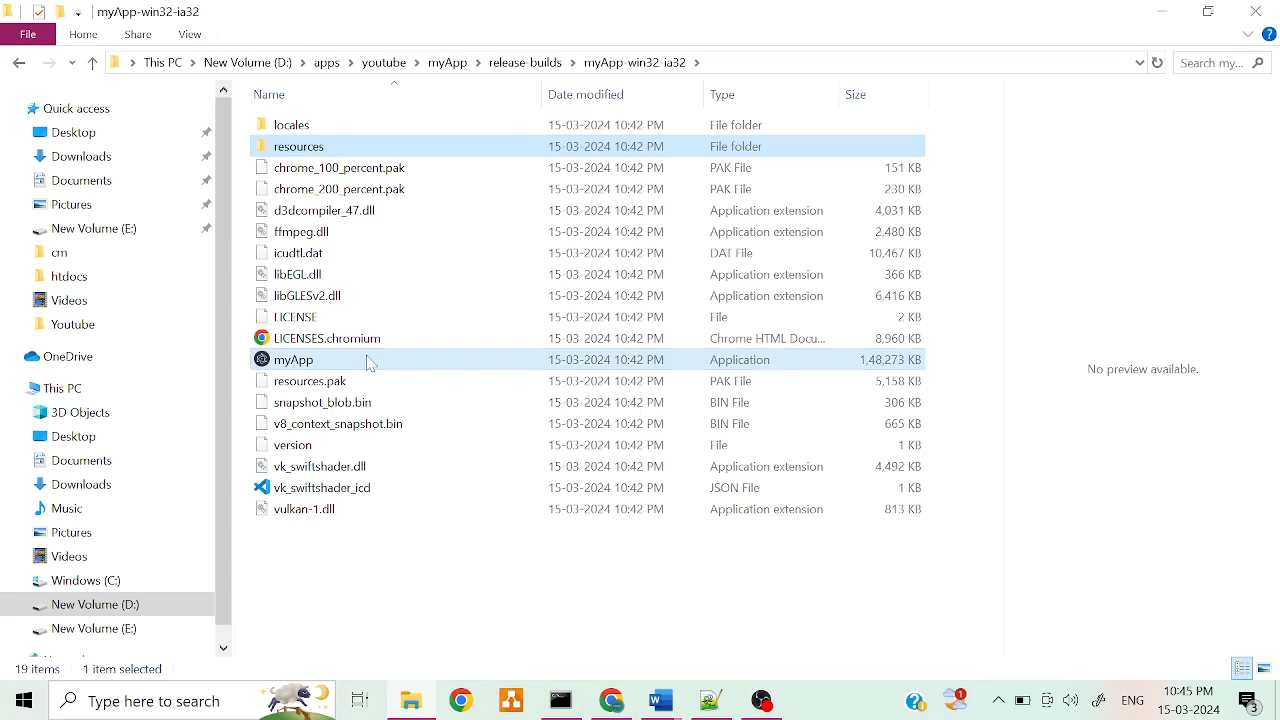 myApp-win32-ia32
File Home Share View
This PC New Volume (D:) apps youtube myApp release-builds myApp-win32-ia32 Search my...
Name Date modified Type Size
Quick access
Desktop
Downloads
Documents
Pictures
New Volume (E:)
cm
htdocs
Videos
Youtube
OneDrive
This PC
3D Objects
Desktop
Documents
Downloads
Music
Pictures
Videos
Windows (C:)
New Volume (D:)
New Volume (E:)
locales 15-03-2024 10:42 PM File folder
resources 15-03-2024 10:42 PM File folder
chrome_100_percent.pak 15-03-2024 10:42 PM PAK File 151 KB
chrome_200_percent.pak 15-03-2024 10:42 PM PAK File 230 KB
d3dcompiler_47.dll 15-03-2024 10:42 PM Application extension 4,031 KB
ffmpeg.dll 15-03-2024 10:42 PM Application extension 2,480 KB
icudtl.dat 15-03-2024 10:42 PM DAT File 10,467 KB
libEGL.dll 15-03-2024 10:42 PM Application extension 366 KB
libGLESv2.dll 15-03-2024 10:42 PM Application extension 6,416 KB
LICENSE 15-03-2024 10:42 PM File 2 KB
LICENSES.chromium 15-03-2024 10:42 PM Chrome HTML Docu... 8,960 KB
myApp 15-03-2024 10:42 PM Application 1,48,273 KB
resources.pak 15-03-2024 10:42 PM PAK File 5,158 KB
snapshot_blob.bin 15-03-2024 10:42 PM BIN File 306 KB
v8_context_snapshot.bin 15-03-2024 10:42 PM BIN File 665 KB
version 15-03-2024 10:42 PM File 1 KB
vk_swiftshader.dll 15-03-2024 10:42 PM Application extension 4,492 KB
vk_swiftshader_icd 15-03-2024 10:42 PM JSON File 1 KB
vulkan-1.dll 15-03-2024 10:42 PM Application extension 813 KB
No preview available.
19 items 1 item selected
Type here to search
1
ENG
10:45 PM
15-03-2024
3